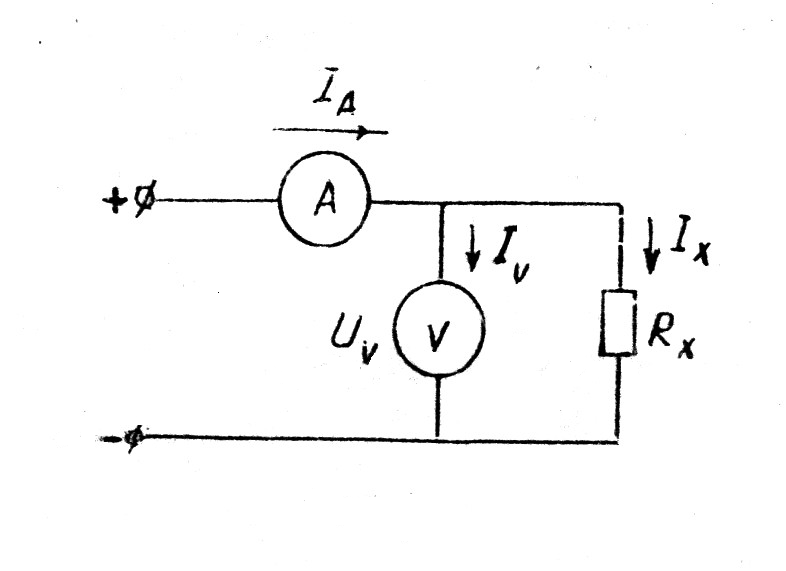 I_A
+ A
I_v I_x
U_v V R_x
-